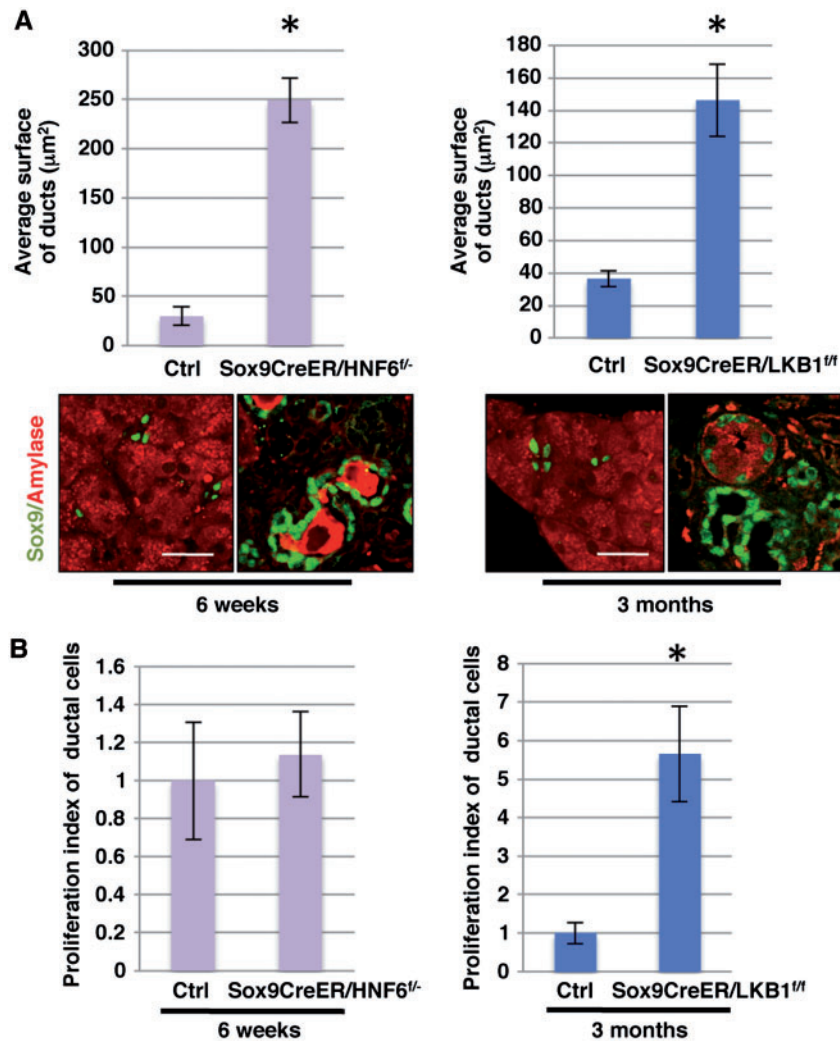 A
Average surface
of ducts (μm²)
300
250
200
150
100
50
0
*
Ctrl
Sox9CreER/HNF6f/-
Average surface
of ducts (μm²)
180
160
140
120
100
80
60
40
20
0
*
Ctrl
Sox9CreER/LKB1f/f
Sox9/Amylase
6 weeks
3 months
B
Proliferation index of ductal cells
1.6
1.4
1.2
1
0.8
0.6
0.4
0.2
0
Ctrl
Sox9CreER/HNF6f/-
6 weeks
Proliferation index of ductal cells
8
7
6
5
4
3
2
1
0
*
Ctrl
Sox9CreER/LKB1f/f
3 months